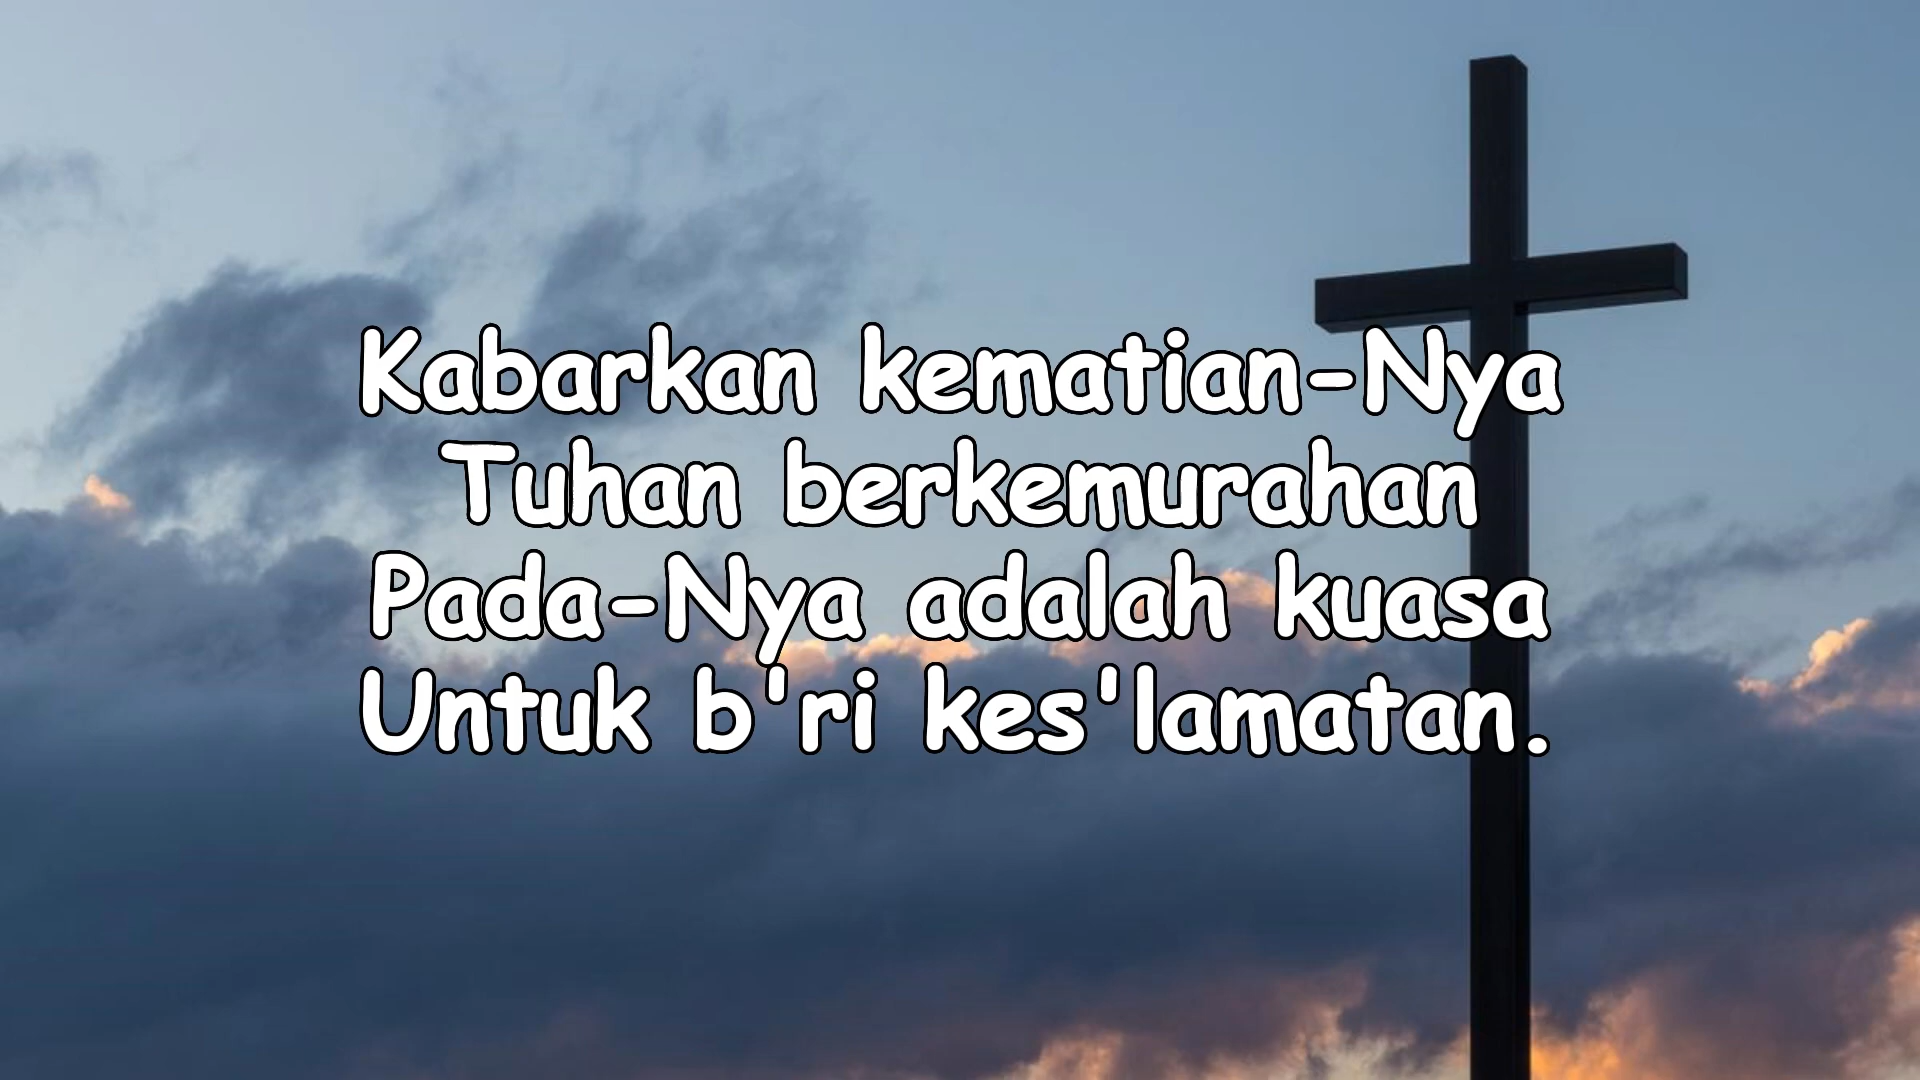 Kabarkan kematian-Nya
Tuhan berkemurahan
Pada-Nya adalah kuasa
Untuk b'ri kes'lamatan.